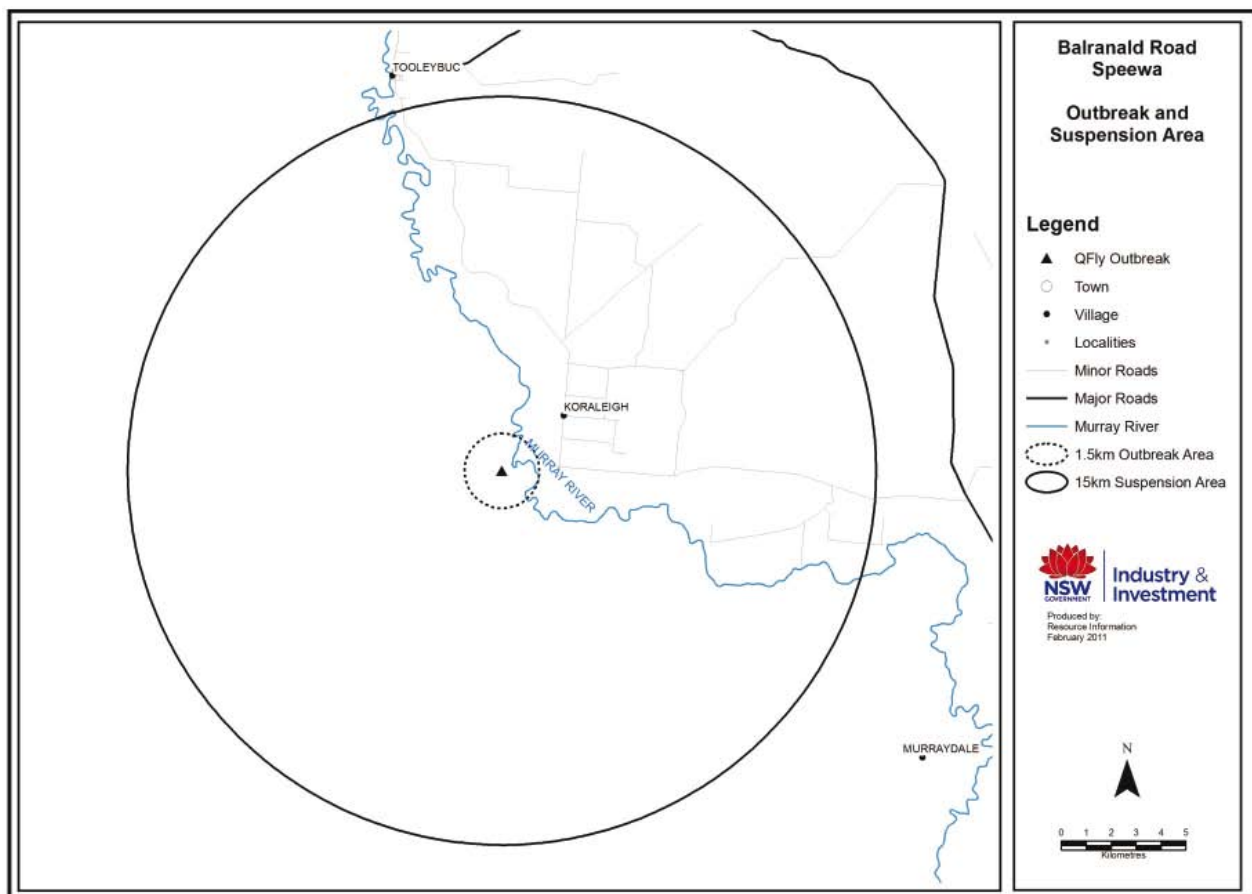 TOOLEYBUC
KORALEIGH
MURRAY RIVER
MURRAYDALE
Balranald Road
Speewa
Outbreak and
Suspension Area
Legend
QFly Outbreak
Town
Village
Localities
Minor Roads
Major Roads
Murray River
1.5km Outbreak Area
15km Suspension Area
NSW
GOVERNMENT
Industry &
Investment
Produced by:
Resource Information
February 2011
N
0 1 2 3 4 5
Kilometres